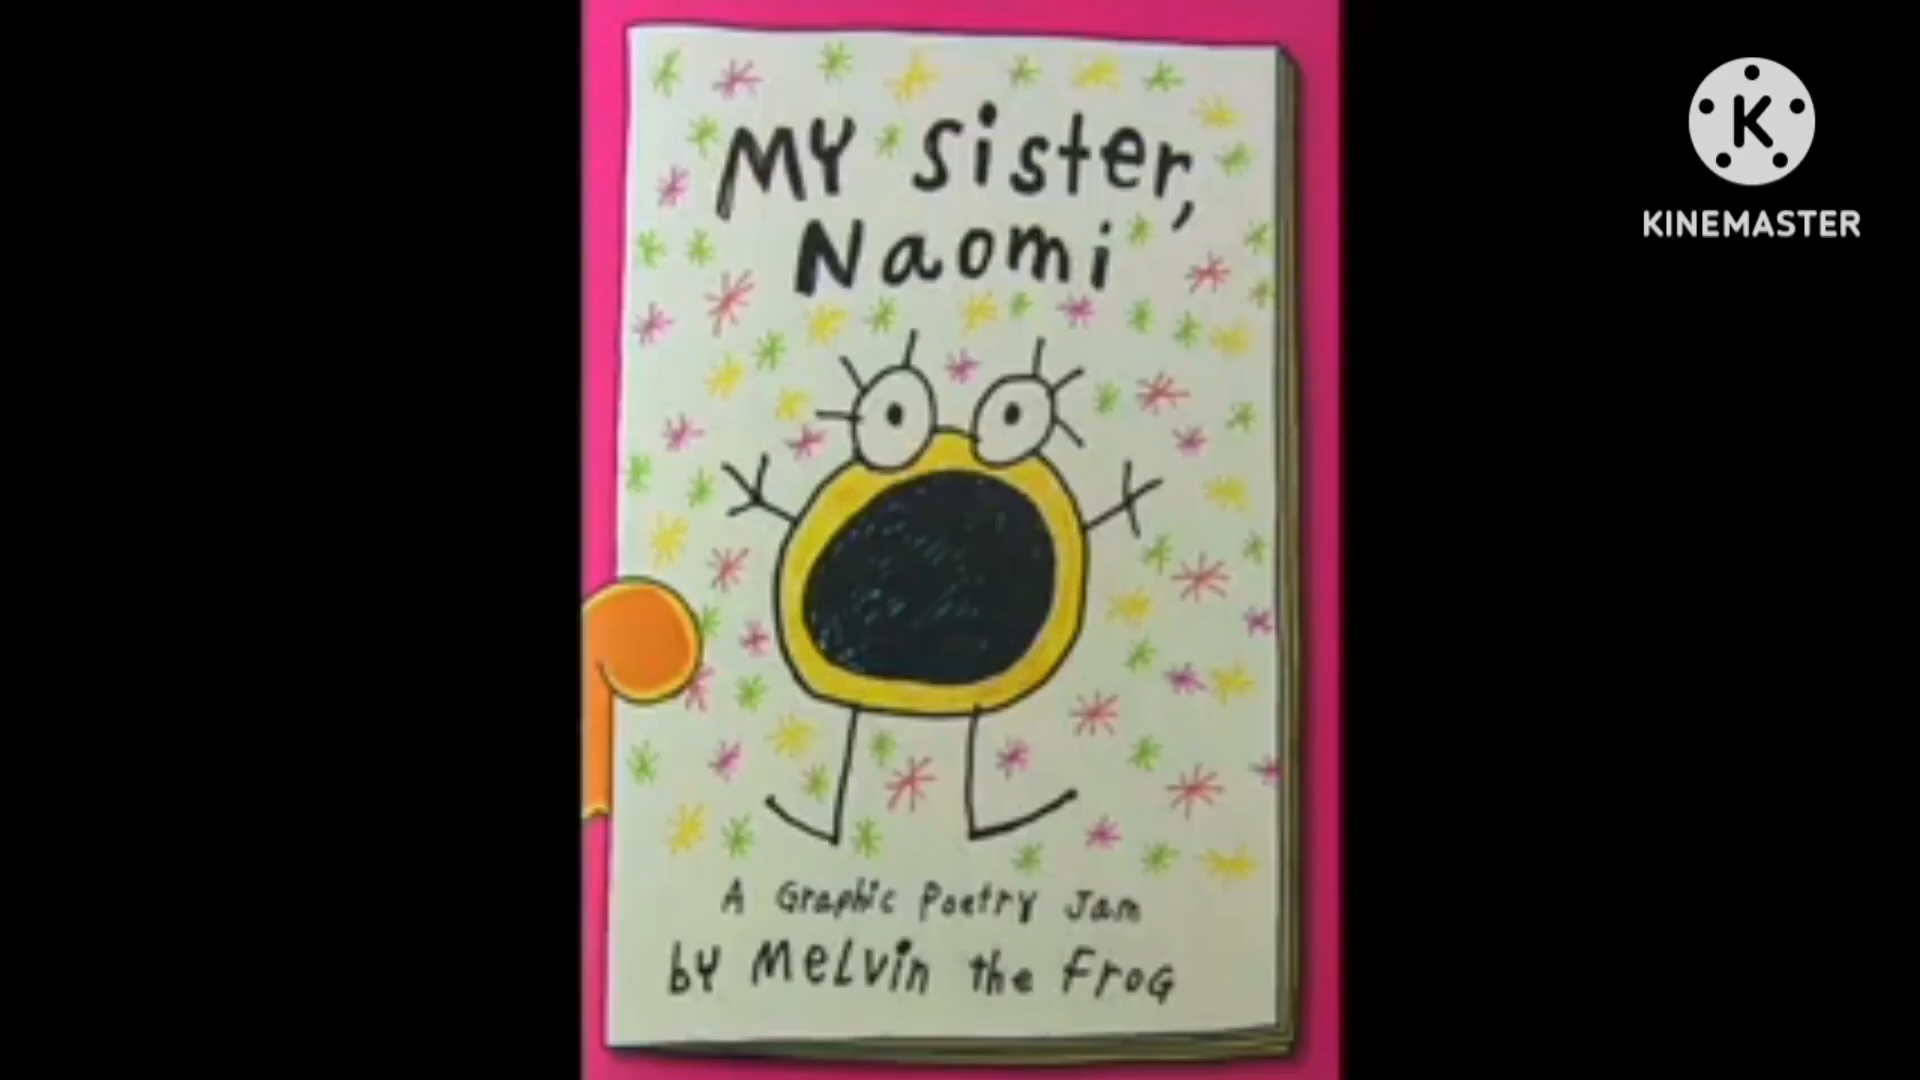 MY Sister,
Naomi
A Graphic Poetry Jam
by Melvin the Frog
K
KINEMASTER